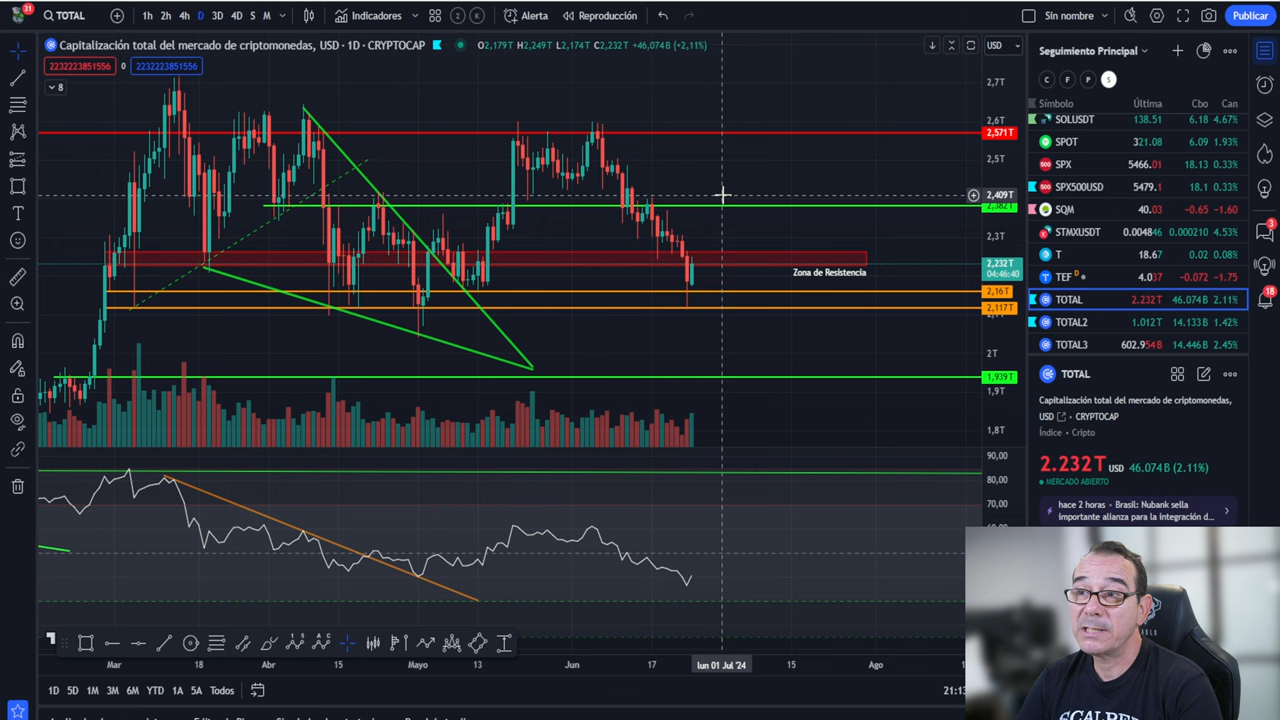 31
TOTAL
1h 2h 4h D 3D 4D S M
Indicadores
2 K
Alerta
Reproducción
Sin nombre
Publicar
Capitalización total del mercado de criptomonedas, USD · 1D · CRYPTOCAP
O2,179T H2,249T L2,174T C2,232T +46,074B (+2,11%)
USD
2232223851556 0 2232223851556
8
2,7T
2,6T
2,571T
2,5T
2,409T
2,382T
2,3T
2,232T
04:46:40
Zona de Resistencia
2,16T
2,117T
2T
1,939T
1,9T
1,8T
90,00
80,00
70,00
Mar 18 Abr 15 Mayo 13 Jun 17 lun 01 Jul '24 15 Ago
1D 5D 1M 3M 6M YTD 1A 5A Todos
21:13
Seguimiento Principal
C F P S
Símbolo Última Cbo Can
SOLUSDT 138.51 6.18 4.67%
SPOT 321.08 6.09 1.93%
SPX 5466.01 18.13 0.33%
SPX500USD 5479.1 18.1 0.33%
SQM 40.03 -0.65 -1.60
STMXUSDT 0.004846 0.000210 4.53%
T 18.67 0.02 0.08%
TEF D 4.037 -0.072 -1.75
TOTAL 2.232T 46.074B 2.11%
TOTAL2 1.012T 14.133B 1.42%
TOTAL3 602.954B 14.446B 2.45%
TOTAL
Capitalización total del mercado de criptomonedas,
USD · CRYPTOCAP
Índice · Cripto
2.232T USD 46.074B (2.11%)
MERCADO ABIERTO
hace 2 horas · Brasil: Nubank sella
importante alianza para la integración d...
3
18